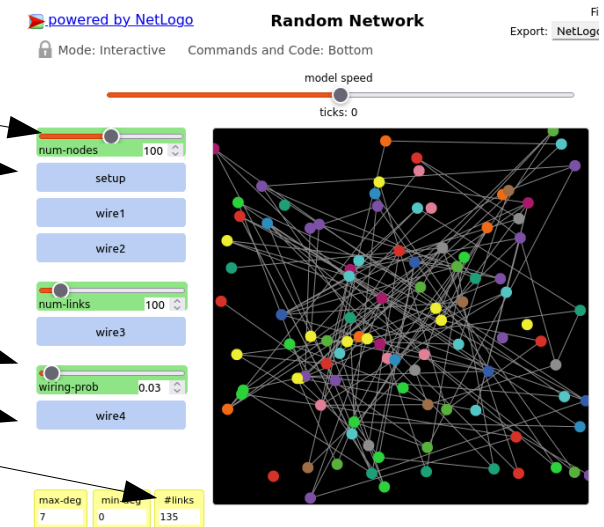 powered by NetLogo
Random Network
Export:
Mode: Interactive Commands and Code: Bottom
model speed
ticks: 0
num-nodes 100
setup
wire1
wire2
num-links 100
wire3
wiring-prob 0.03
wire4
max-deg
7
0
#links
135